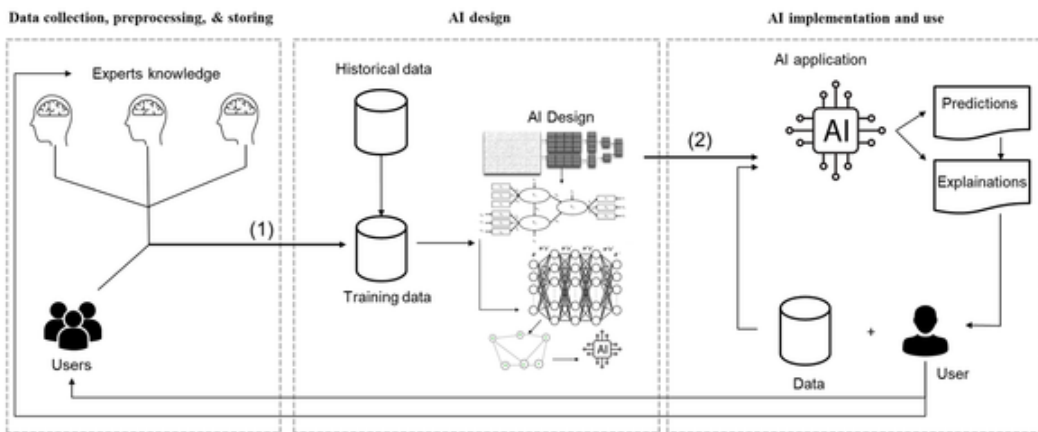 Data collection, preprocessing, & storing
AI design
AI implementation and use
Experts knowledge
Historical data
AI application
Predictions
AI Design
(2)
AI
Explainations
(1)
Training data
AI
Users
Data
+
User